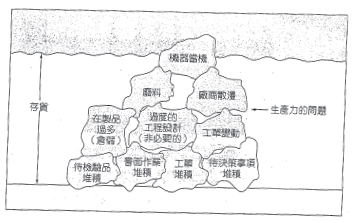 機器當機
廢料
廠商散漫
存貨
生產力的問題
在製品
過多
(倉儲)
過度的
工程設計
(非必要的)
工單變動
待檢驗品
堆積
書面作業
堆積
工單
堆積
待決策事項
堆積